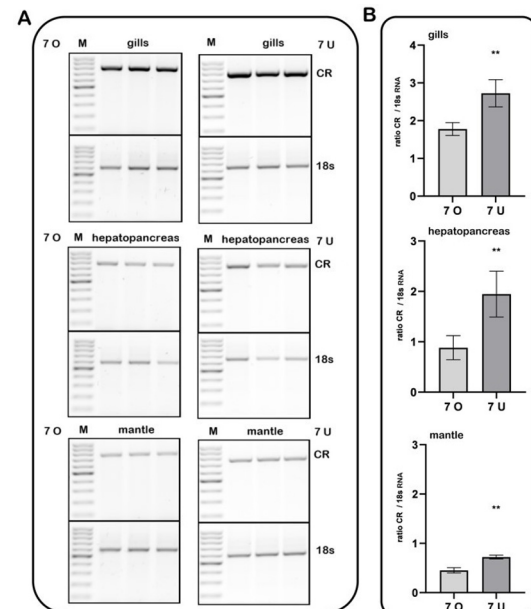 A
7 O M gills M gills 7 U
CR
18s
7 O M hepatopancreas M hepatopancreas 7 U
CR
18s
7 O M mantle M mantle 7 U
CR
18s
B
gills
ratio CR / 18s RNA
4
3
2
1
0
**
7 O 7 U
hepatopancreas
ratio CR / 18s RNA
3
2
1
0
**
7 O 7 U
mantle
ratio CR / 18s RNA
3
2
1
0
**
7 O 7 U